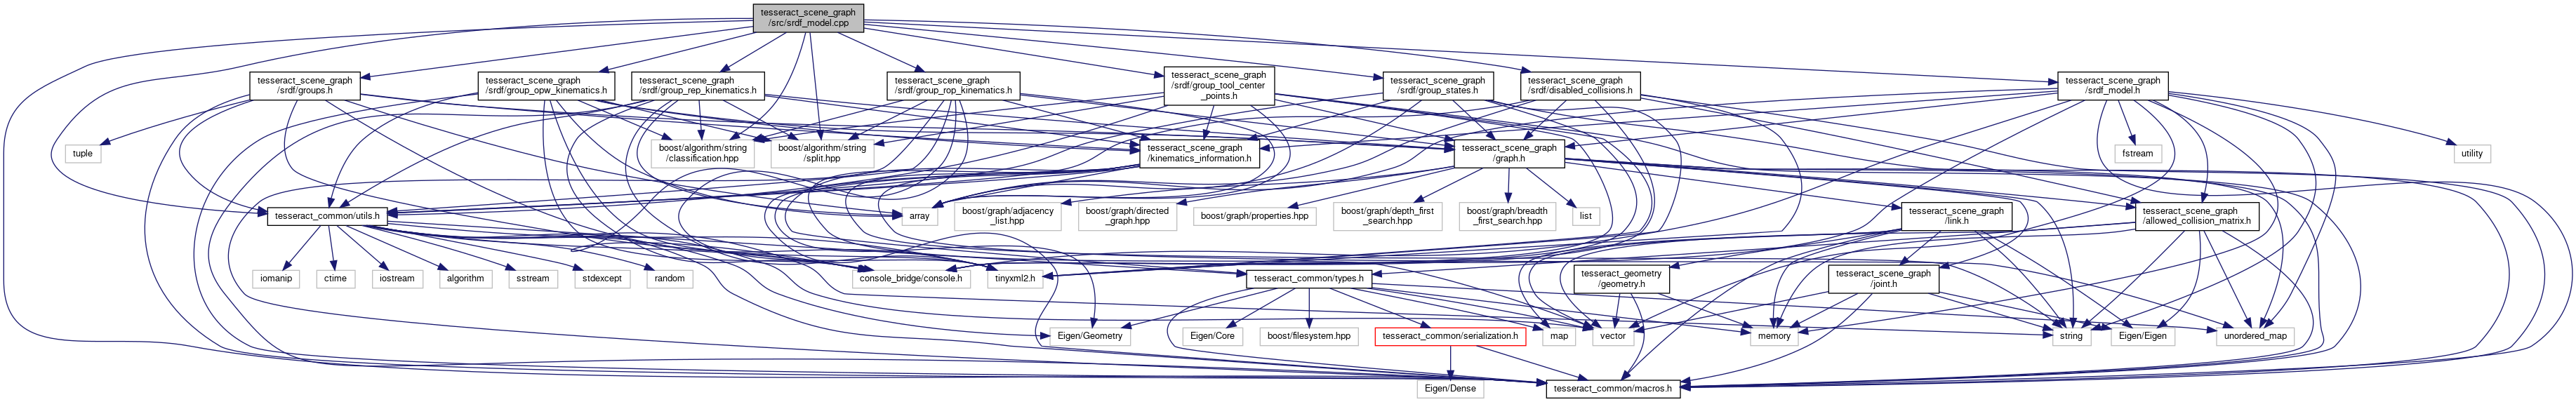 tesseract_scene_graph
/src/srdf_model.cpp
tesseract_scene_graph
/srdf/groups.h
tesseract_scene_graph
/srdf/group_opw_kinematics.h
tesseract_scene_graph
/srdf/group_rep_kinematics.h
tesseract_scene_graph
/srdf/group_rop_kinematics.h
tesseract_scene_graph
/srdf/group_tool_center
_points.h
tesseract_scene_graph
/srdf/group_states.h
tesseract_scene_graph
/srdf/disabled_collisions.h
tesseract_scene_graph
/srdf_model.h
tuple
boost/algorithm/string
/classification.hpp
boost/algorithm/string
/split.hpp
tesseract_scene_graph
/kinematics_information.h
tesseract_scene_graph
/graph.h
fstream
utility
tesseract_common/utils.h
array
boost/graph/adjacency
_list.hpp
boost/graph/directed
_graph.hpp
boost/graph/properties.hpp
boost/graph/depth_first
_search.hpp
boost/graph/breadth
_first_search.hpp
list
tesseract_scene_graph
/link.h
tesseract_scene_graph
/allowed_collision_matrix.h
iomanip
ctime
iostream
algorithm
sstream
stdexcept
random
console_bridge/console.h
tinyxml2.h
tesseract_common/types.h
tesseract_geometry
/geometry.h
tesseract_scene_graph
/joint.h
Eigen/Geometry
Eigen/Core
boost/filesystem.hpp
tesseract_common/serialization.h
map
vector
memory
string
Eigen/Eigen
unordered_map
Eigen/Dense
tesseract_common/macros.h